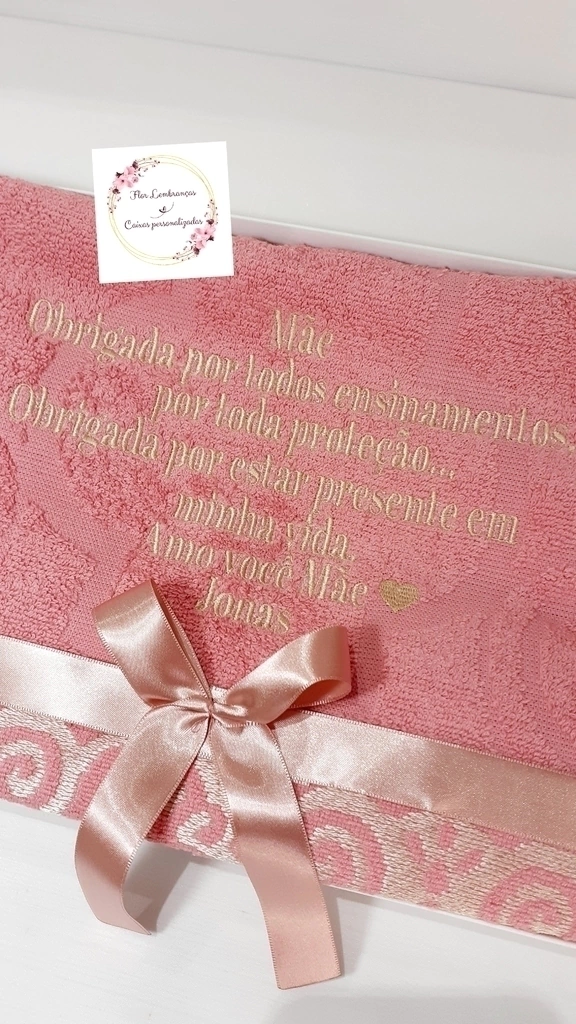 Flor Lembranças
Caixas personalizadas
Mãe
Obrigada por todos ensinamentos,
por toda proteção...
Obrigada por estar presente em
minha vida.
Amo você Mãe ♥
Jonas